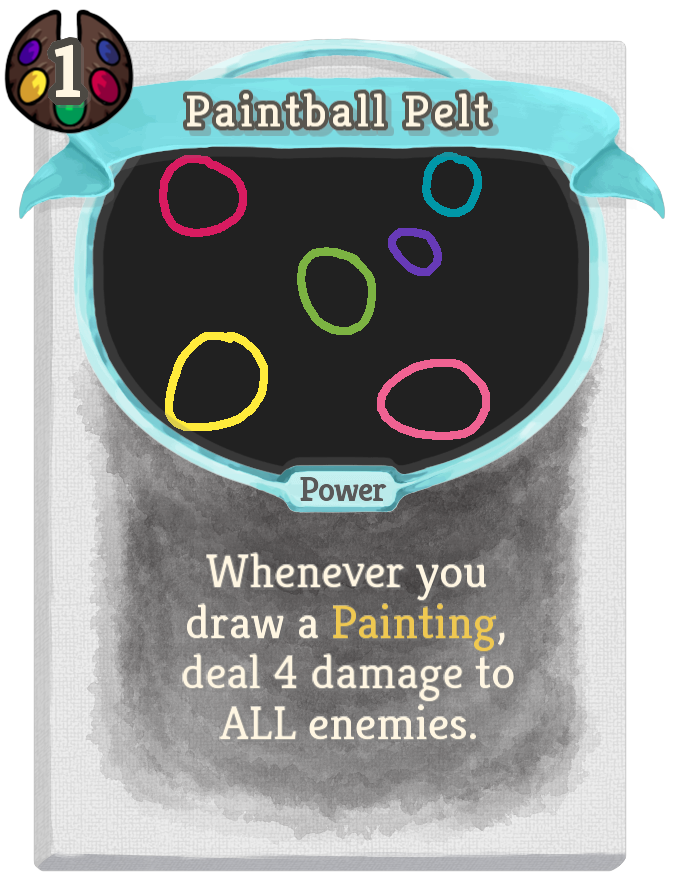 1
Paintball Pelt
Power
Whenever you
draw a Painting,
deal 4 damage to
ALL enemies.